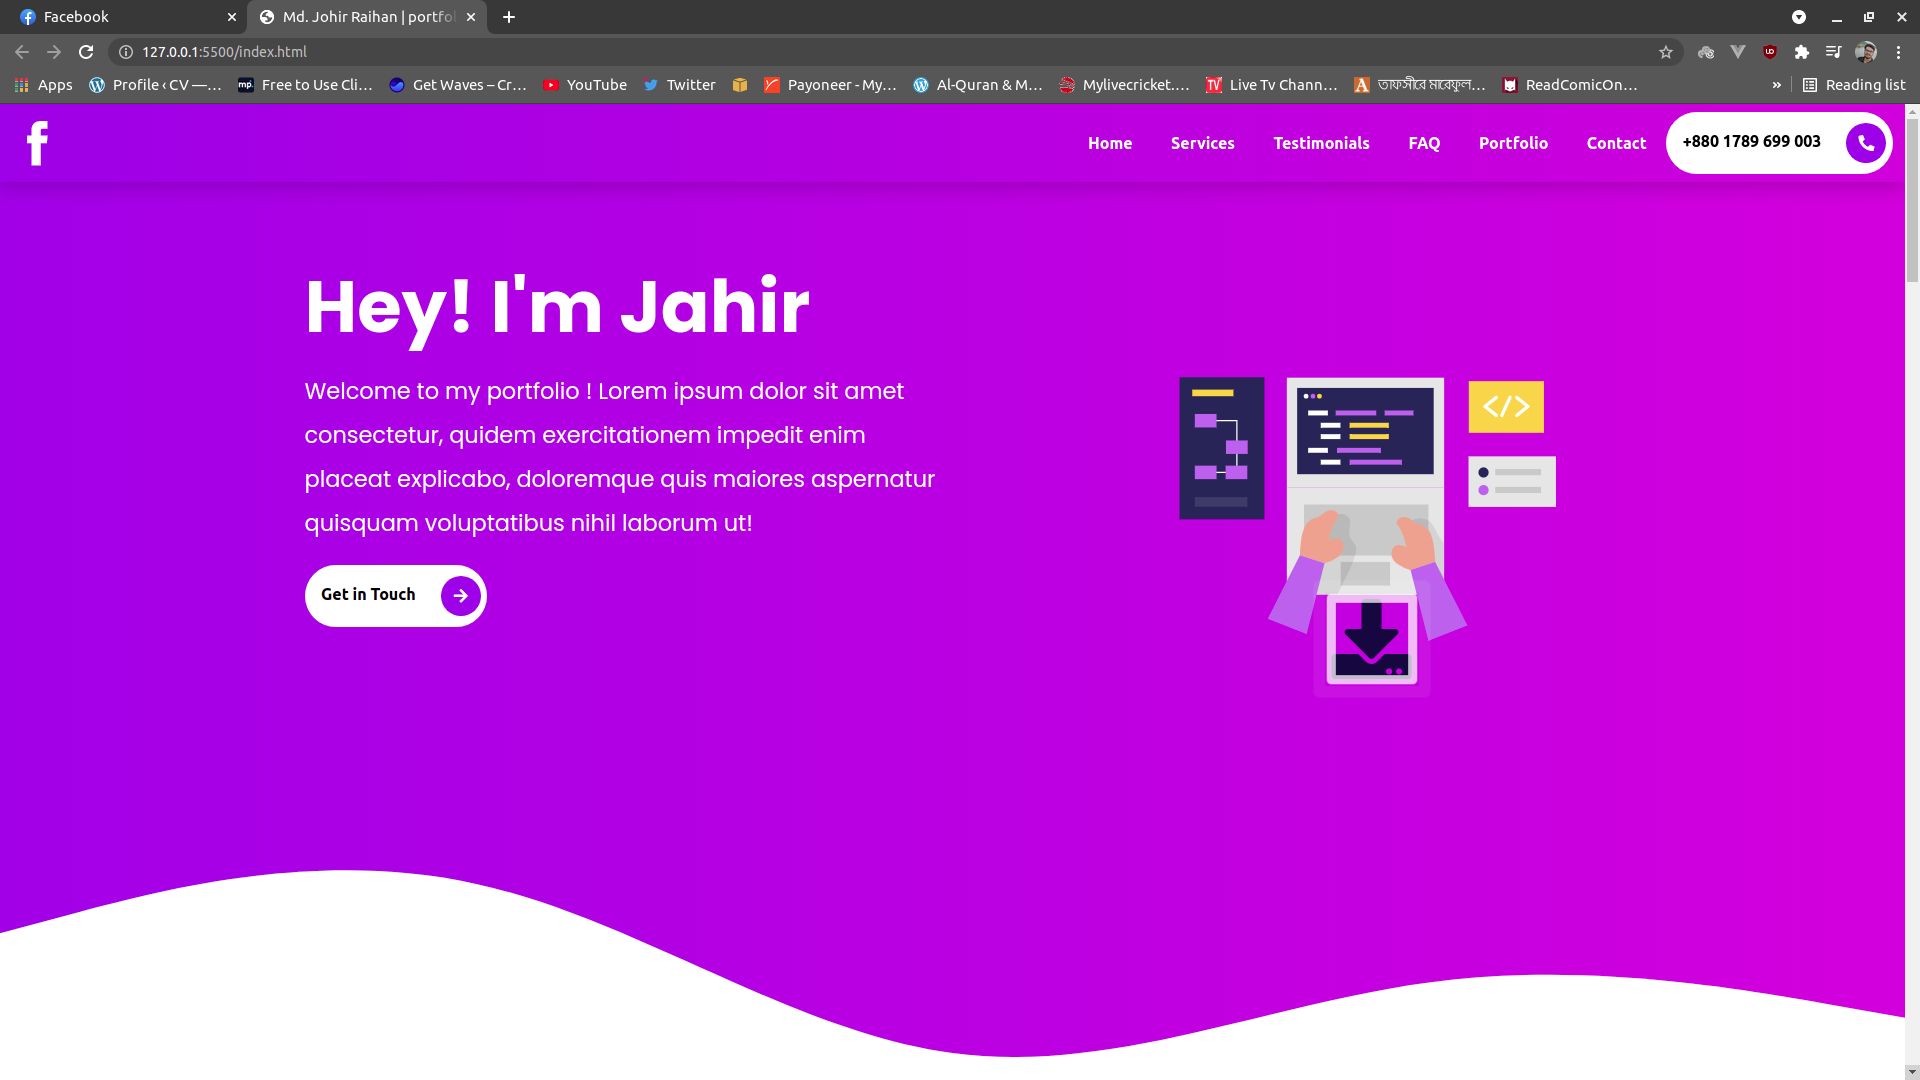 Facebook
Md. Johir Raihan | portfol
127.0.0.1:5500/index.html
Apps
Profile ‹ CV —...
Free to Use Cli...
Get Waves – Cr...
YouTube
Twitter
Payoneer - My...
Al-Quran & M...
Mylivecricket....
Live Tv Chann...
তাফসীরে মারেফুল...
ReadComicOn...
»
Reading list
Home
Services
Testimonials
FAQ
Portfolio
Contact
+880 1789 699 003
Hey! I'm Jahir
Welcome to my portfolio ! Lorem ipsum dolor sit amet
consectetur, quidem exercitationem impedit enim
placeat explicabo, doloremque quis maiores aspernatur
quisquam voluptatibus nihil laborum ut!
Get in Touch